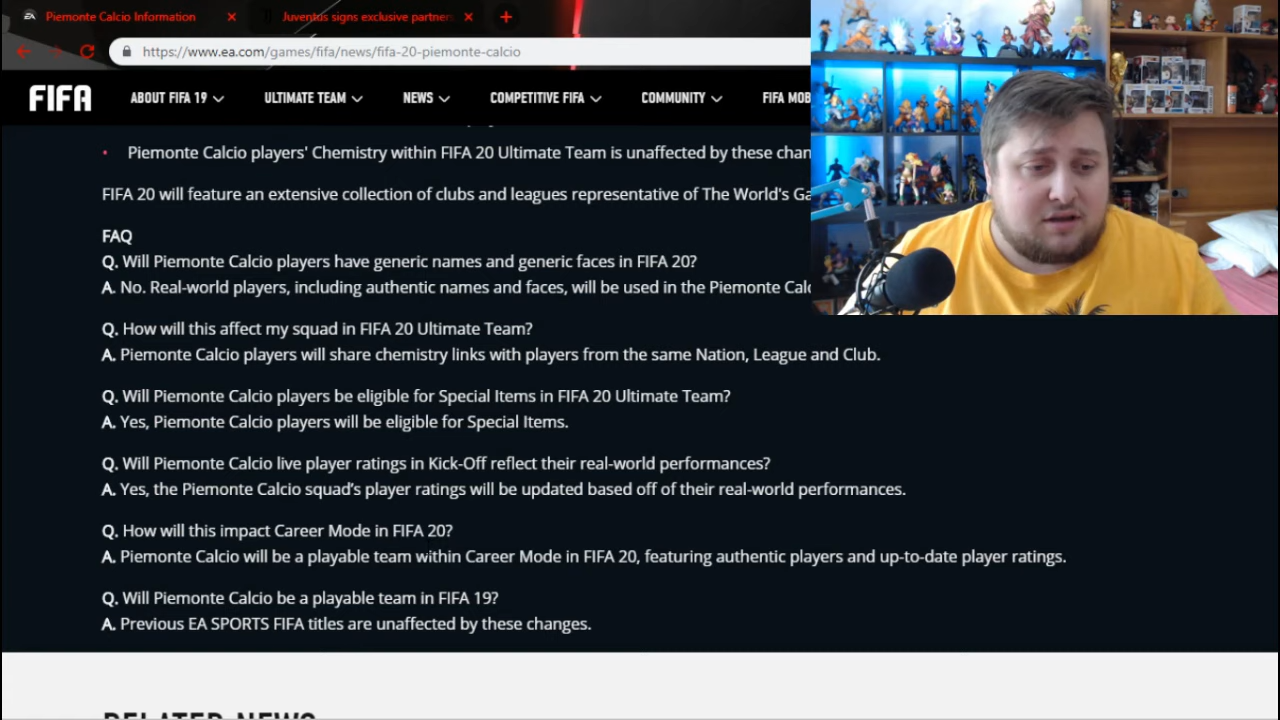 Piemonte Calcio Information
Juventus signs exclusive partner
https://www.ea.com/games/fifa/news/fifa-20-piemonte-calcio
FIFA ABOUT FIFA 19 ULTIMATE TEAM NEWS COMPETITIVE FIFA COMMUNITY FIFA MOB
• Piemonte Calcio players' Chemistry within FIFA 20 Ultimate Team is unaffected by these chan
FIFA 20 will feature an extensive collection of clubs and leagues representative of The World's Ga
FAQ
Q. Will Piemonte Calcio players have generic names and generic faces in FIFA 20?
A. No. Real-world players, including authentic names and faces, will be used in the Piemonte Calc
Q. How will this affect my squad in FIFA 20 Ultimate Team?
A. Piemonte Calcio players will share chemistry links with players from the same Nation, League and Club.
Q. Will Piemonte Calcio players be eligible for Special Items in FIFA 20 Ultimate Team?
A. Yes, Piemonte Calcio players will be eligible for Special Items.
Q. Will Piemonte Calcio live player ratings in Kick-Off reflect their real-world performances?
A. Yes, the Piemonte Calcio squad's player ratings will be updated based off of their real-world performances.
Q. How will this impact Career Mode in FIFA 20?
A. Piemonte Calcio will be a playable team within Career Mode in FIFA 20, featuring authentic players and up-to-date player ratings.
Q. Will Piemonte Calcio be a playable team in FIFA 19?
A. Previous EA SPORTS FIFA titles are unaffected by these changes.
RELATED NEWS